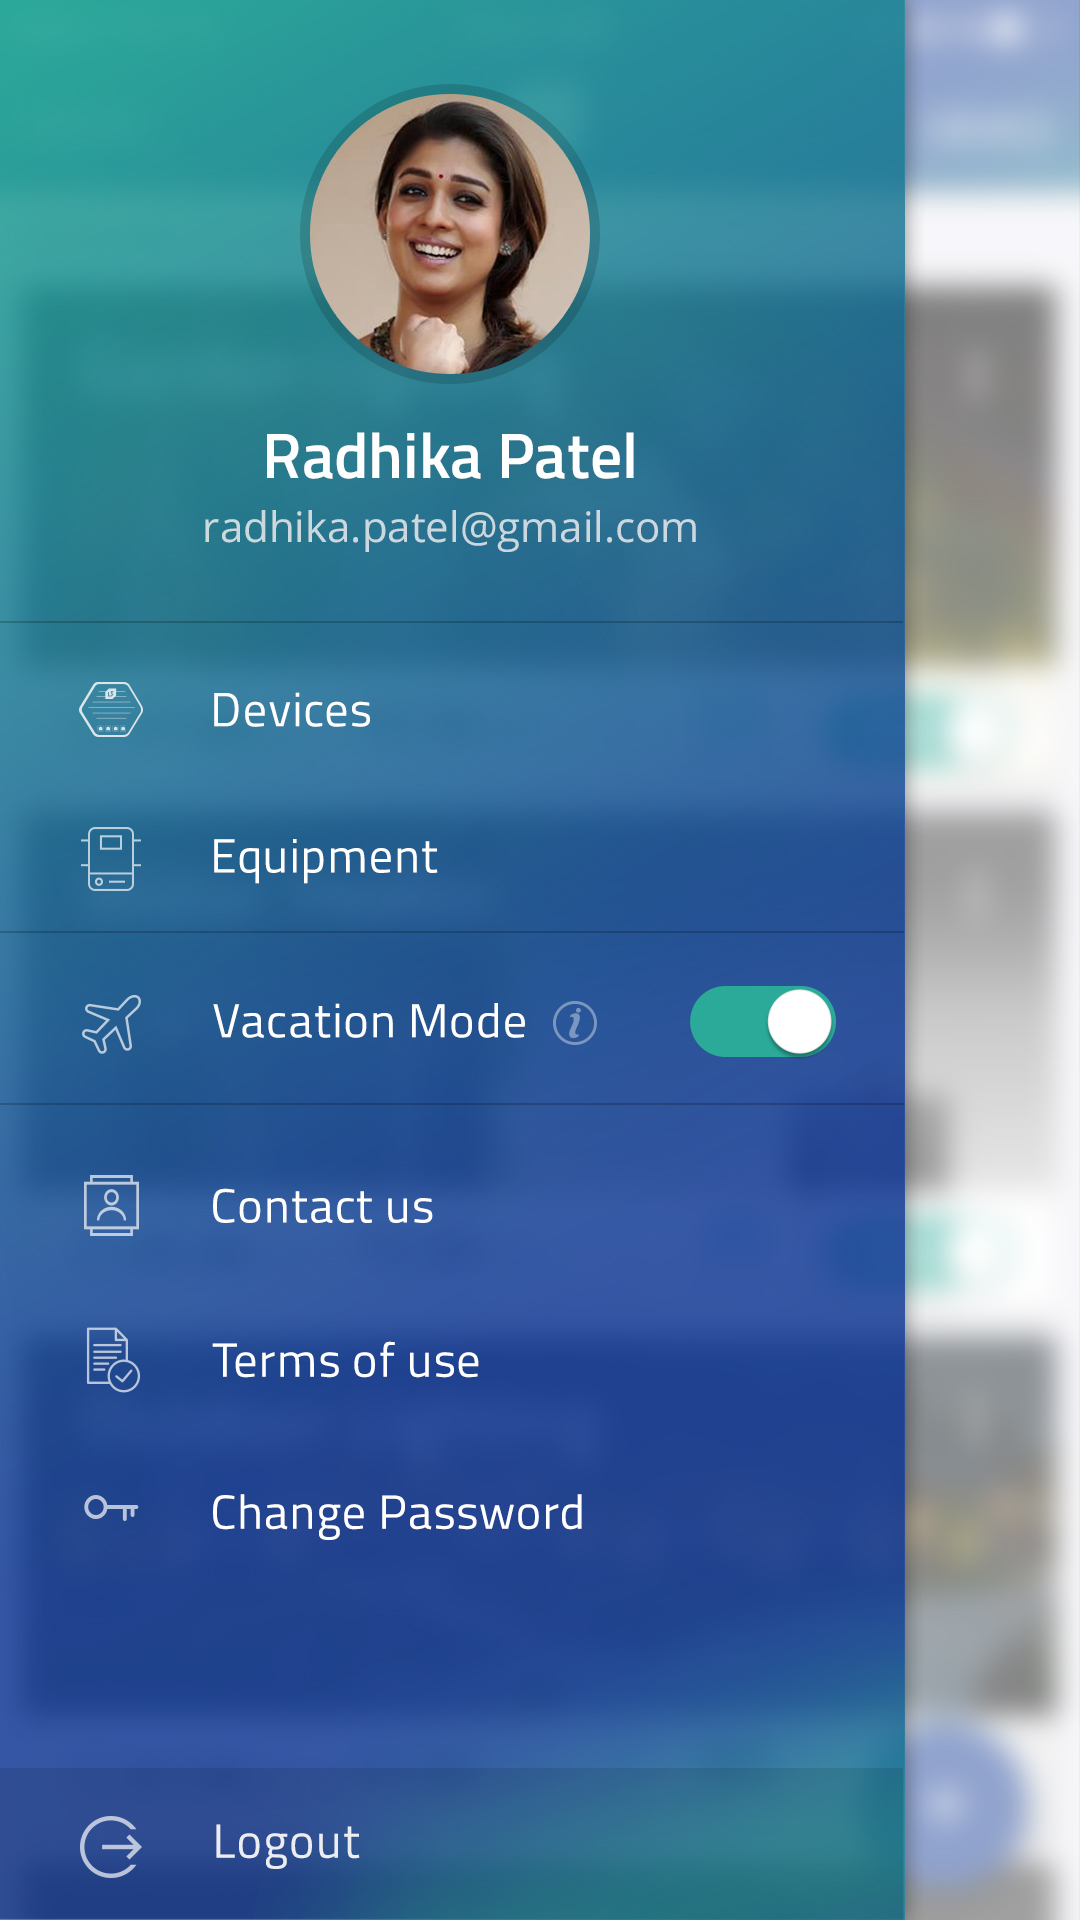 Radhika Patel
radhika.patel@gmail.com
Devices
Equipment
Vacation Mode
Contact us
Terms of use
Change Password
Logout